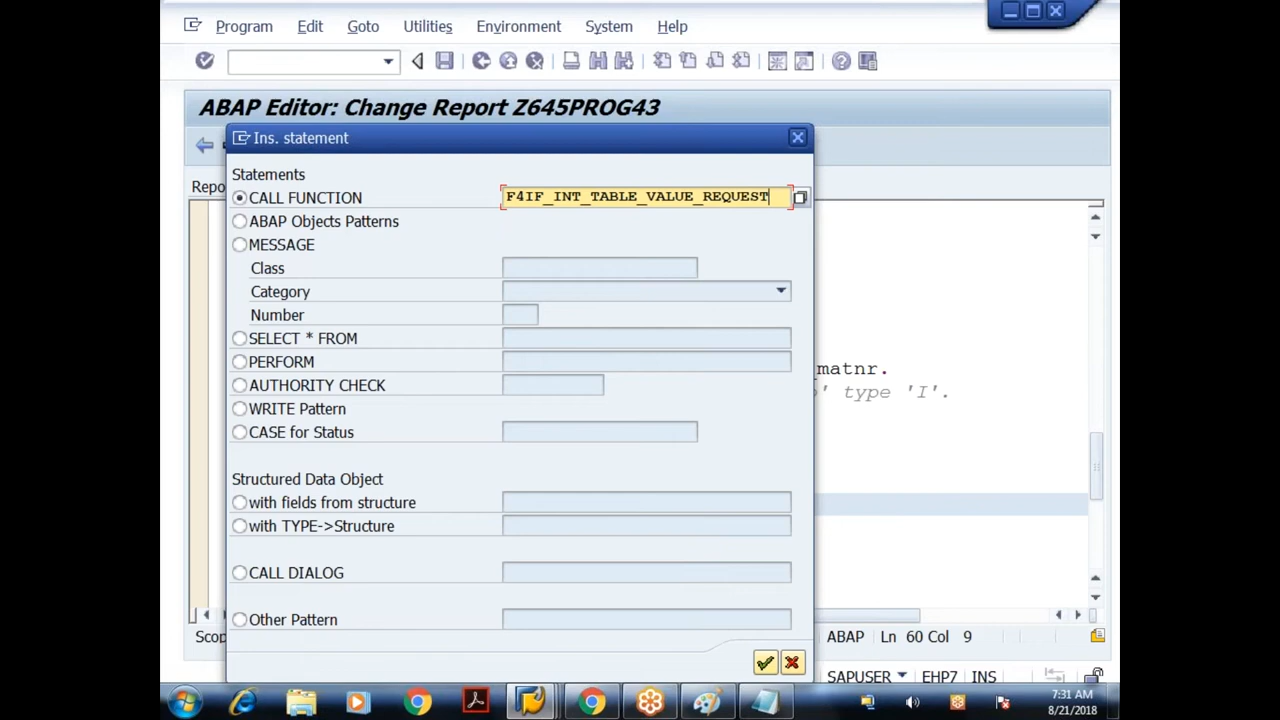 Program Edit Goto Utilities Environment System Help
ABAP Editor: Change Report Z645PROG43
Ins. statement
Statements
Repo
CALL FUNCTION F4IF_INT_TABLE_VALUE_REQUEST
ABAP Objects Patterns
MESSAGE
Class
Category
Number
SELECT * FROM
PERFORM
matnr.
AUTHORITY CHECK
' type 'I'.
WRITE Pattern
CASE for Status
Structured Data Object
with fields from structure
with TYPE->Structure
CALL DIALOG
Other Pattern
Scop
ABAP Ln 60 Col 9
SAPUSER EHP7 INS
7:31 AM
8/21/2018